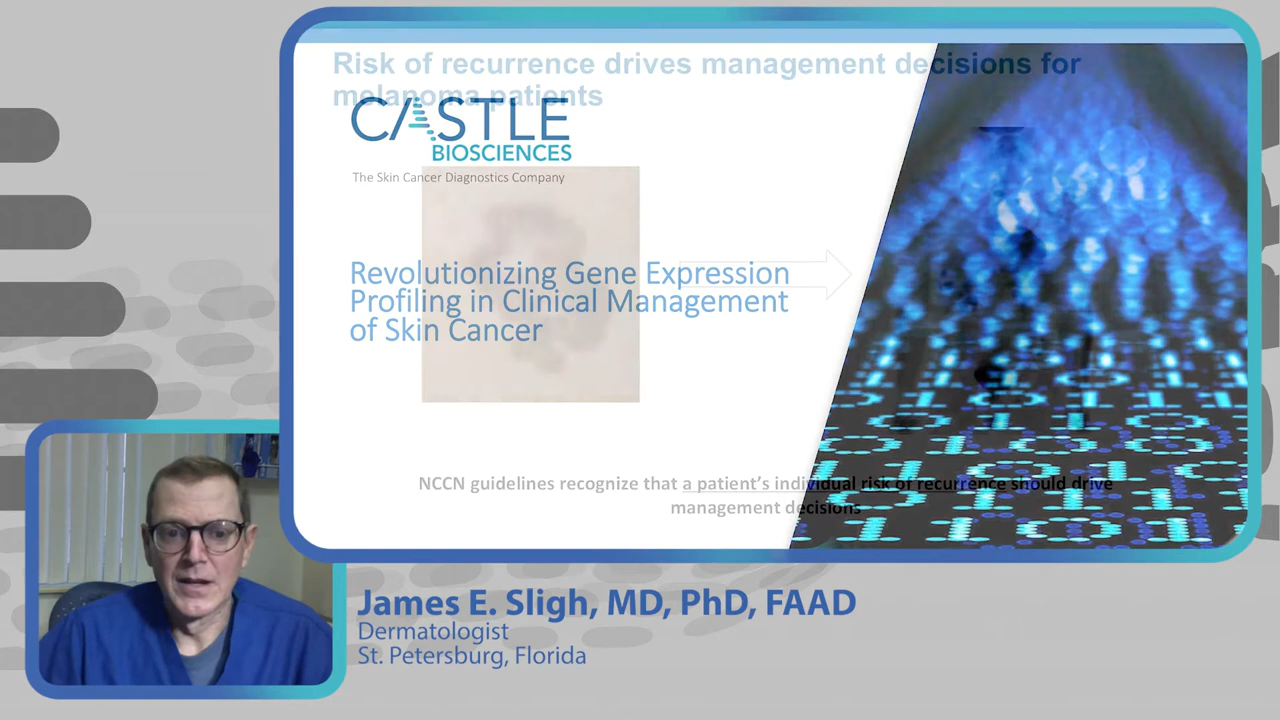 Risk of recurrence drives management decisions for
melanoma patients
CASTLE
BIOSCIENCES
The Skin Cancer Diagnostics Company
Revolutionizing Gene Expression
Profiling in Clinical Management
of Skin Cancer
NCCN guidelines recognize that a patient's individual risk of recurrence should drive
management decisions
James E. Sligh, MD, PhD, FAAD
Dermatologist
St. Petersburg, Florida